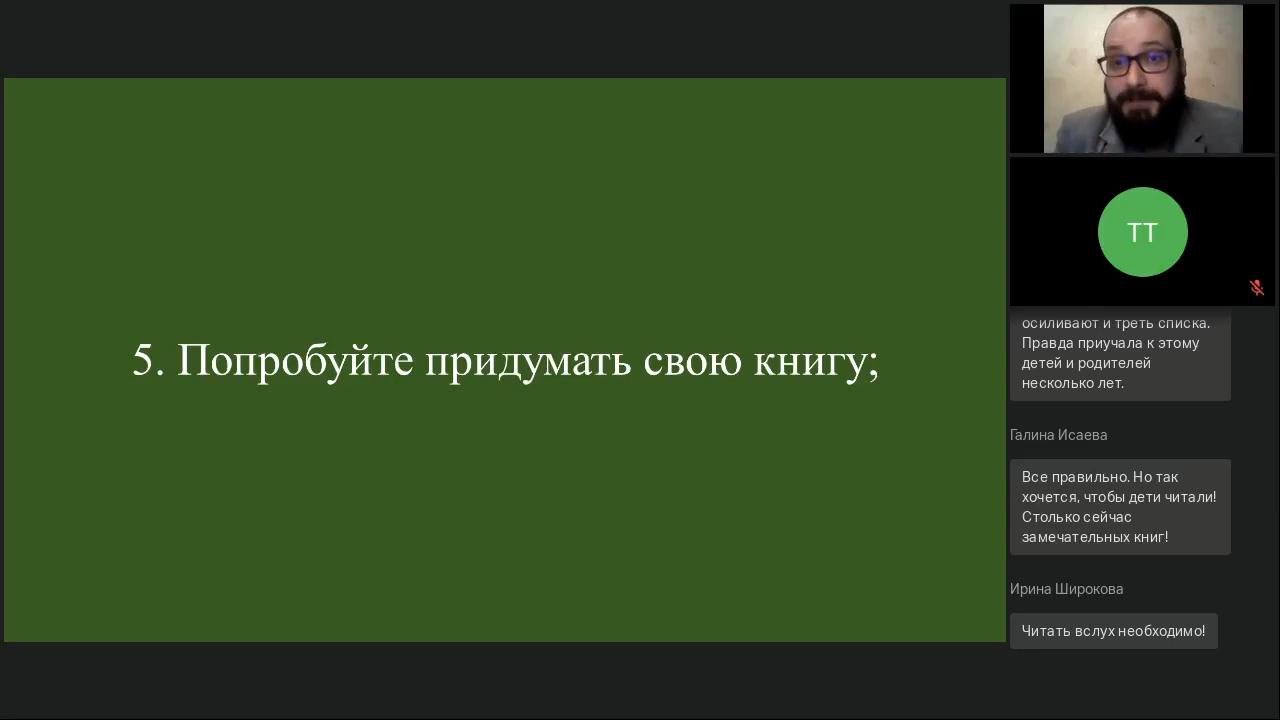 5. Попробуйте придумать свою книгу;
ТТ
осиливают и треть списка.
Правда приучала к этому
детей и родителей
несколько лет.
Галина Исаева
Все правильно. Но так
хочется, чтобы дети читали!
Столько сейчас
замечательных книг!
Ирина Широкова
Читать вслух необходимо!